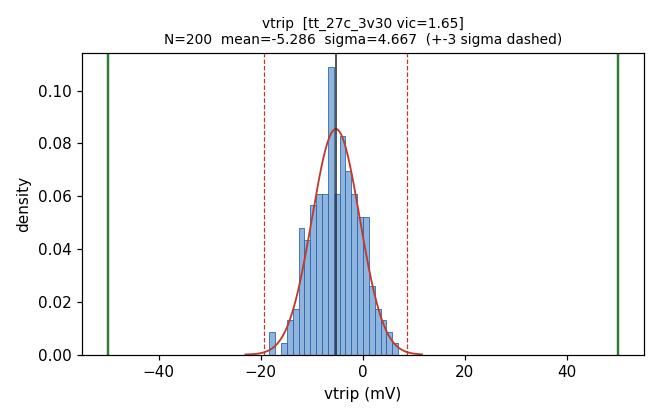 vtrip  [tt_27c_3v30 vic=1.65]
N=200  mean=-5.286  sigma=4.667  (+-3 sigma dashed)
density
0.10
0.08
0.06
0.04
0.02
0.00
−40
−20
0
20
40
vtrip (mV)